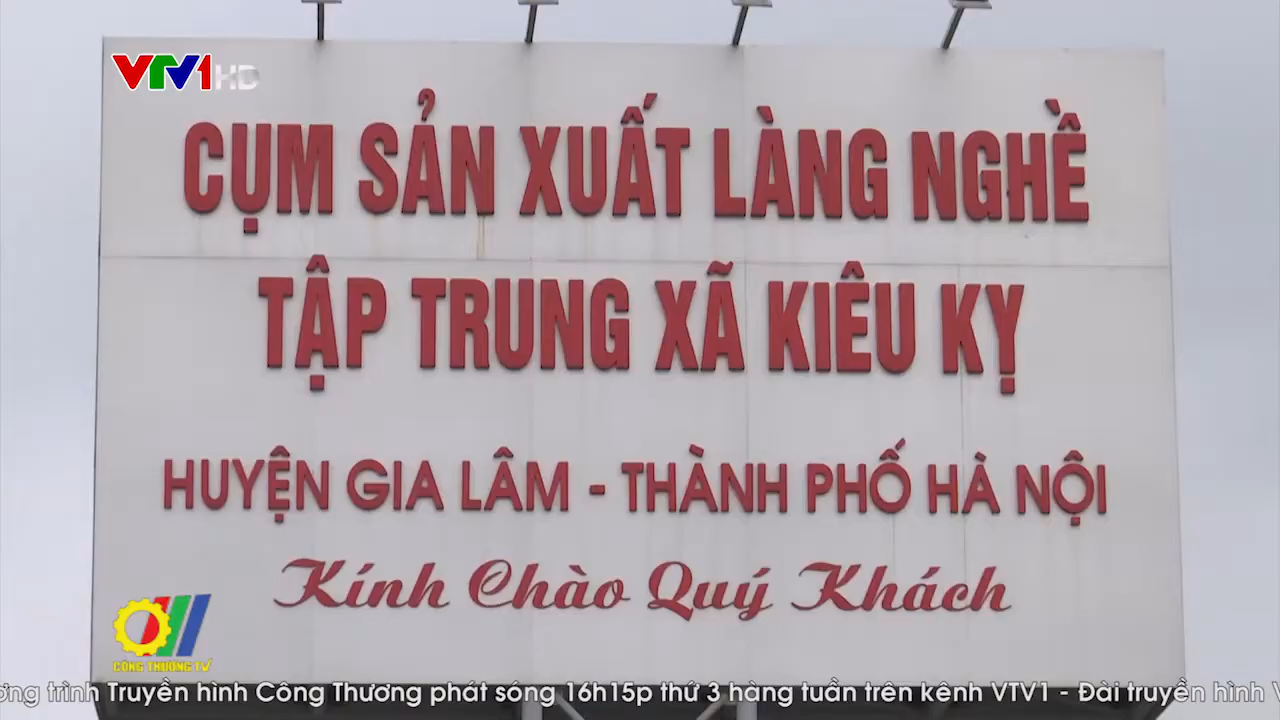 VTV1 HD
CỤM SẢN XUẤT LÀNG NGHỀ
TẬP TRUNG XÃ KIÊU KỴ
HUYỆN GIA LÂM - THÀNH PHỐ HÀ NỘI
Kính Chào Quý Khách
CÔNG THƯƠNG TV
trình Truyền hình Công Thương phát sóng 16h15p thứ 3 hàng tuần trên kênh VTV1 - Đài truyền hình